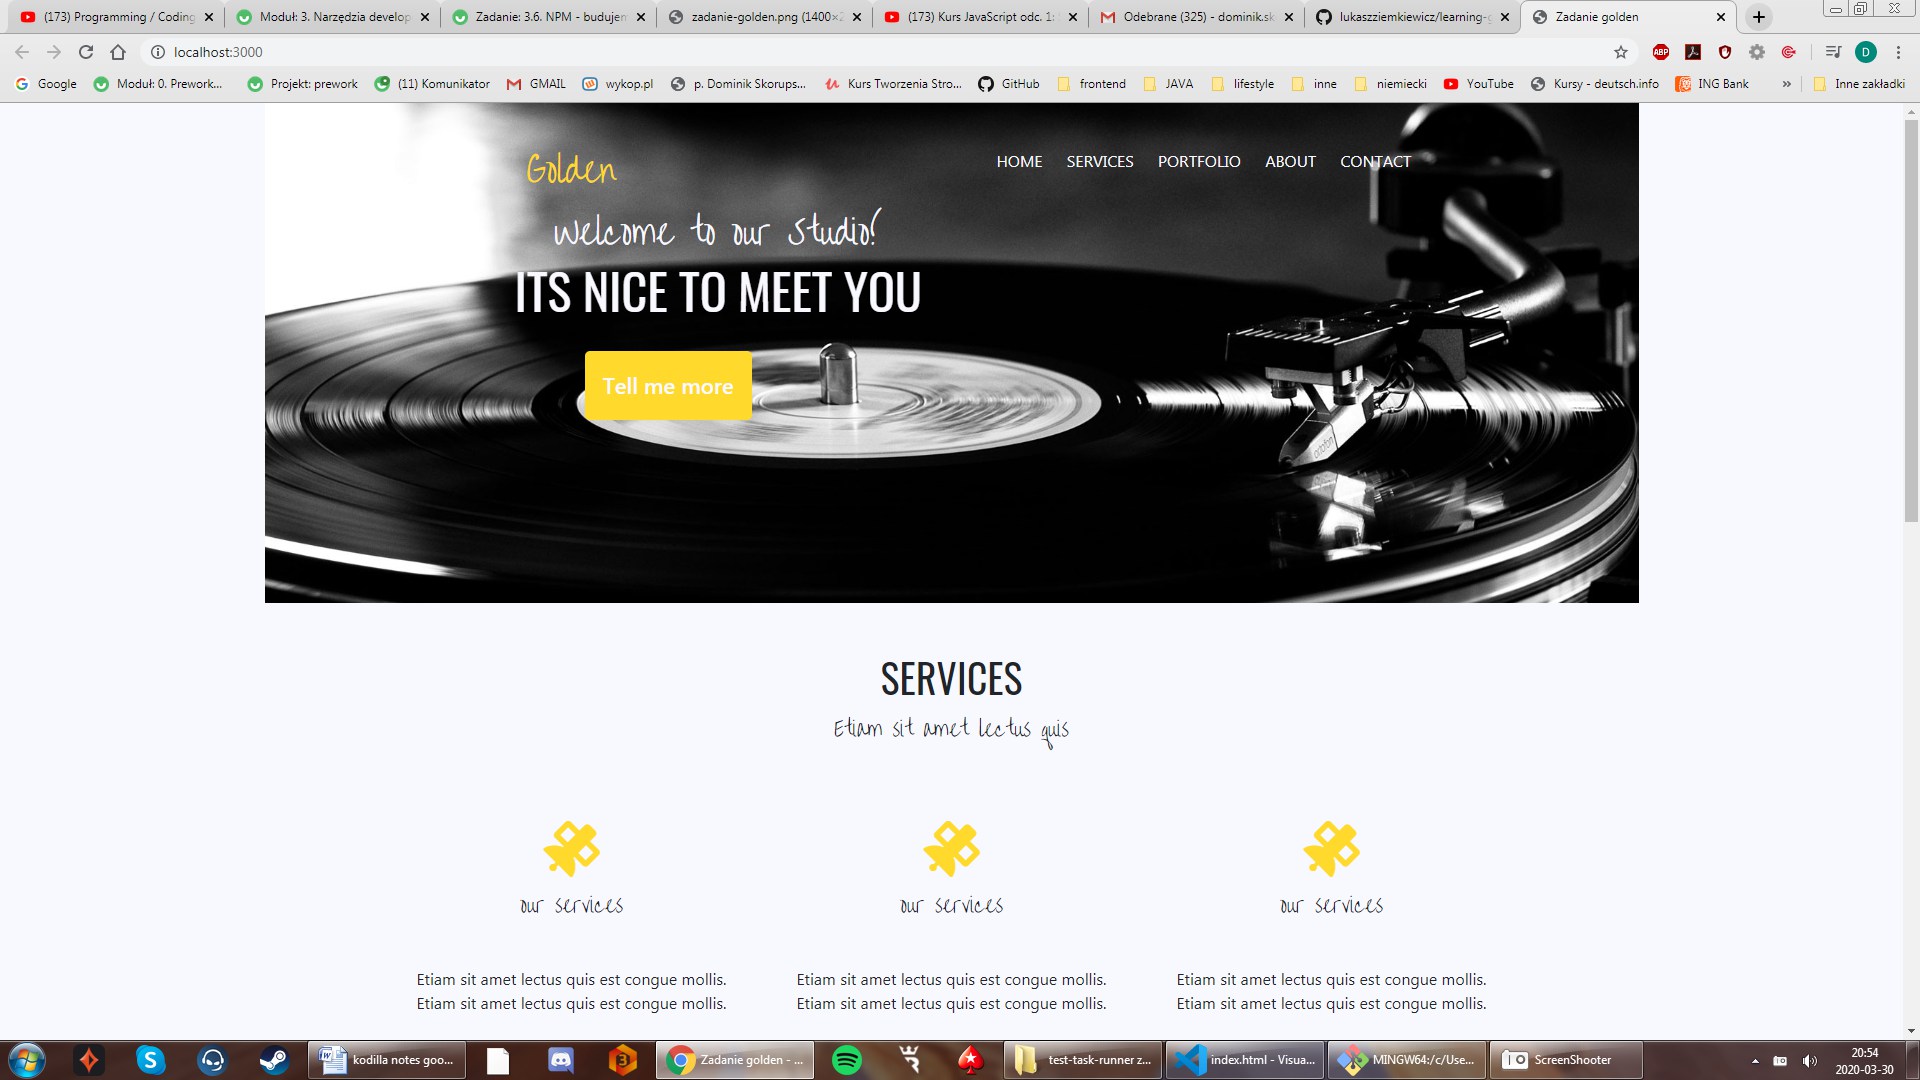 (173) Programming / Coding
Moduł: 3. Narzędzia develop
Zadanie: 3.6. NPM - budujem
zadanie-golden.png (1400×2
(173) Kurs JavaScript odc. 1:
Odebrane (325) - dominik.sk
lukaszziemkiewicz/learning-g
Zadanie golden
localhost:3000
ABP
D
Google
Moduł: 0. Prework...
Projekt: prework
(11) Komunikator
GMAIL
wykop.pl
p. Dominik Skorups...
Kurs Tworzenia Stro...
GitHub
frontend
JAVA
lifestyle
inne
niemiecki
YouTube
Kursy - deutsch.info
ING Bank
»
Inne zakładki
Golden
HOME
SERVICES
PORTFOLIO
ABOUT
CONTACT
Welcome to our Studio!
ITS NICE TO MEET YOU
Tell me more
ortofon
SERVICES
Etiam sit amet lectus quis
our services
our services
our services
Etiam sit amet lectus quis est congue mollis.
Etiam sit amet lectus quis est congue mollis.
Etiam sit amet lectus quis est congue mollis.
Etiam sit amet lectus quis est congue mollis.
Etiam sit amet lectus quis est congue mollis.
Etiam sit amet lectus quis est congue mollis.
kodilla notes goo...
Zadanie golden - ...
test-task-runner z...
index.html - Visua...
MINGW64:/c/Use...
ScreenShooter
20:54
2020-03-30